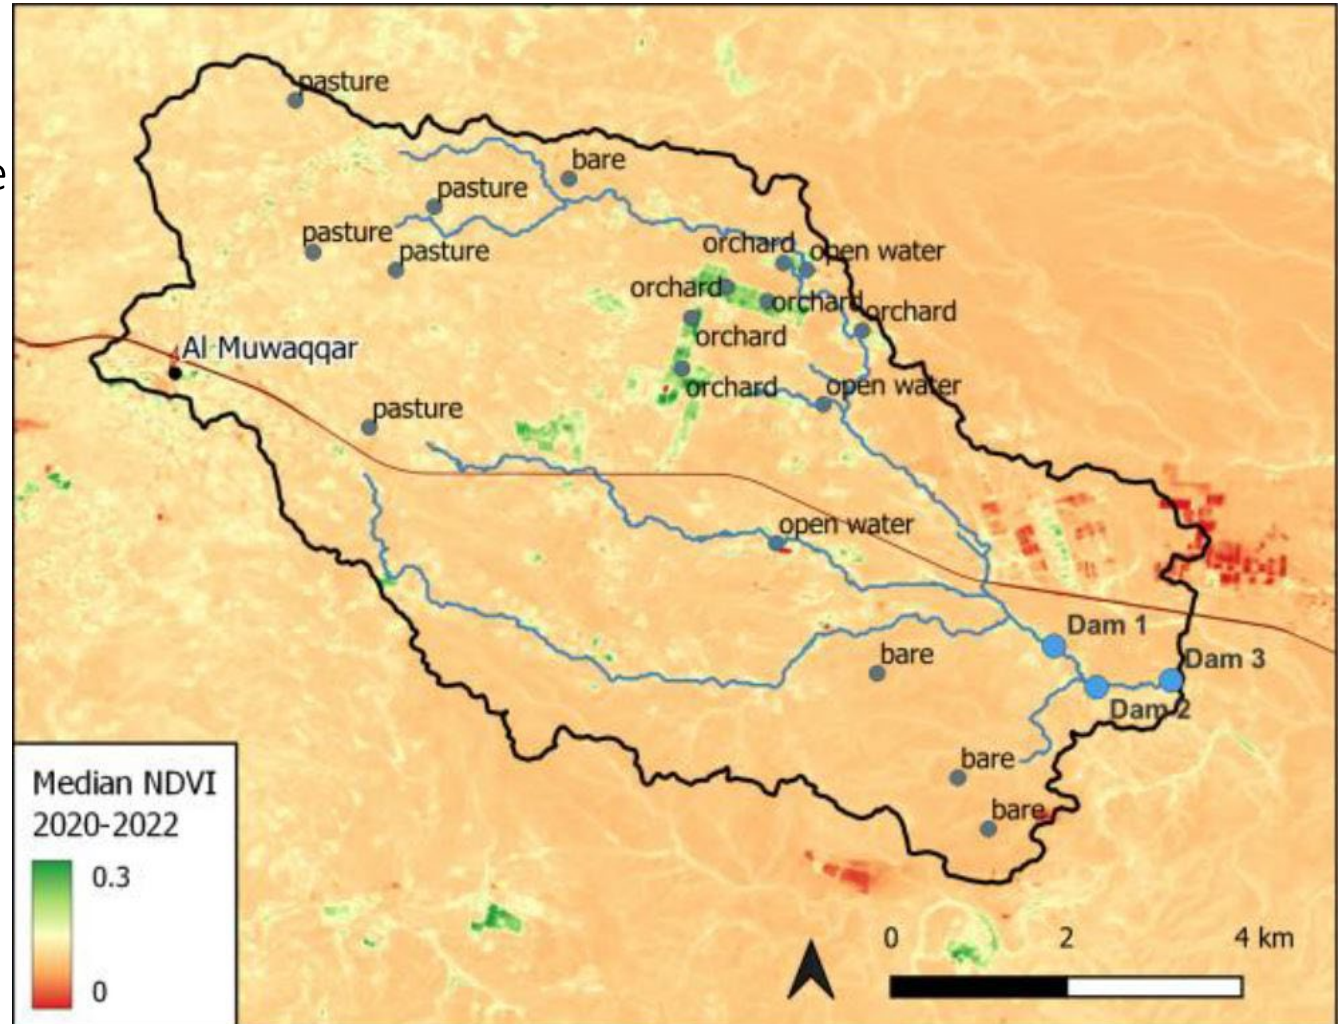 e
pasture
bare
pasture
pasture
pasture
orchard
open water
orchard
orchard
orchard
orchard
Al Muwaqqar
orchard
open water
pasture
open water
Dam 1
bare
Dam 3
Dam 2
bare
bare
Median NDVI
2020-2022
0.3
0
0 2 4 km